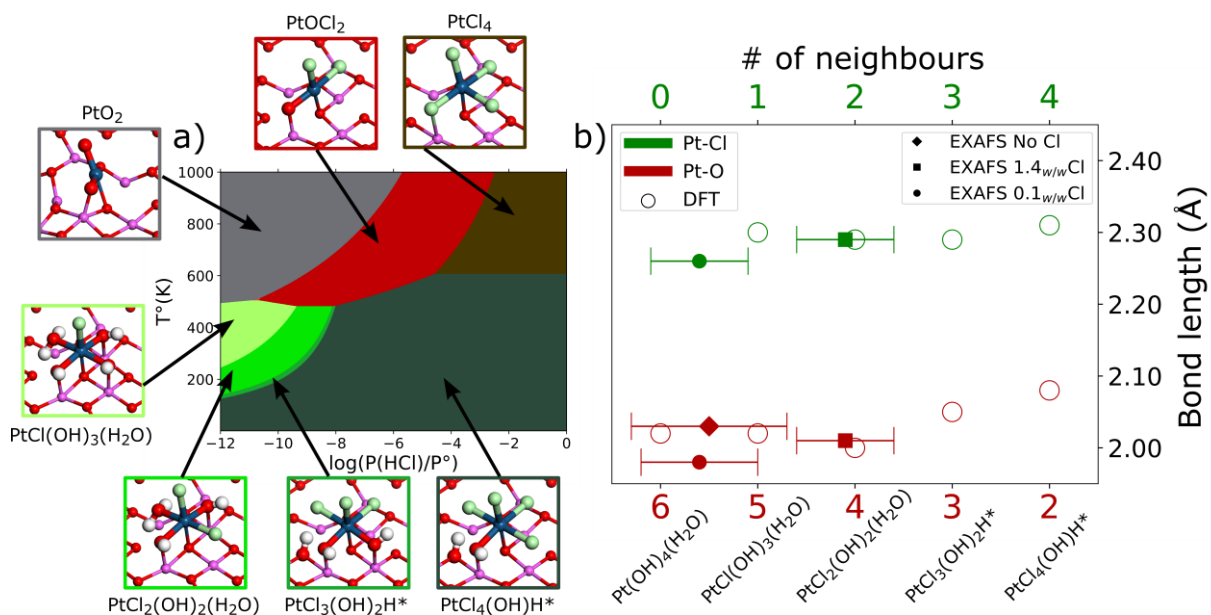 PtOCl₂
PtCl₄
PtO₂
a)
1000
800
600
400
200
T°(K)
-12
-10
-8
-6
-4
-2
0
log(P(HCl)/P°)
PtCl(OH)₃(H₂O)
PtCl₂(OH)₂(H₂O)
PtCl₃(OH)₂H*
PtCl₄(OH)H*
b)
# of neighbours
0
1
2
3
4
Pt-Cl
Pt-O
DFT
EXAFS No Cl
EXAFS 1.4w/wCl
EXAFS 0.1w/wCl
2.40
2.30
2.20
2.10
2.00
Bond length (Å)
6
5
4
3
2
Pt(OH)₄(H₂O)
PtCl(OH)₃(H₂O)
PtCl₂(OH)₂(H₂O)
PtCl₃(OH)₂H*
PtCl₄(OH)H*